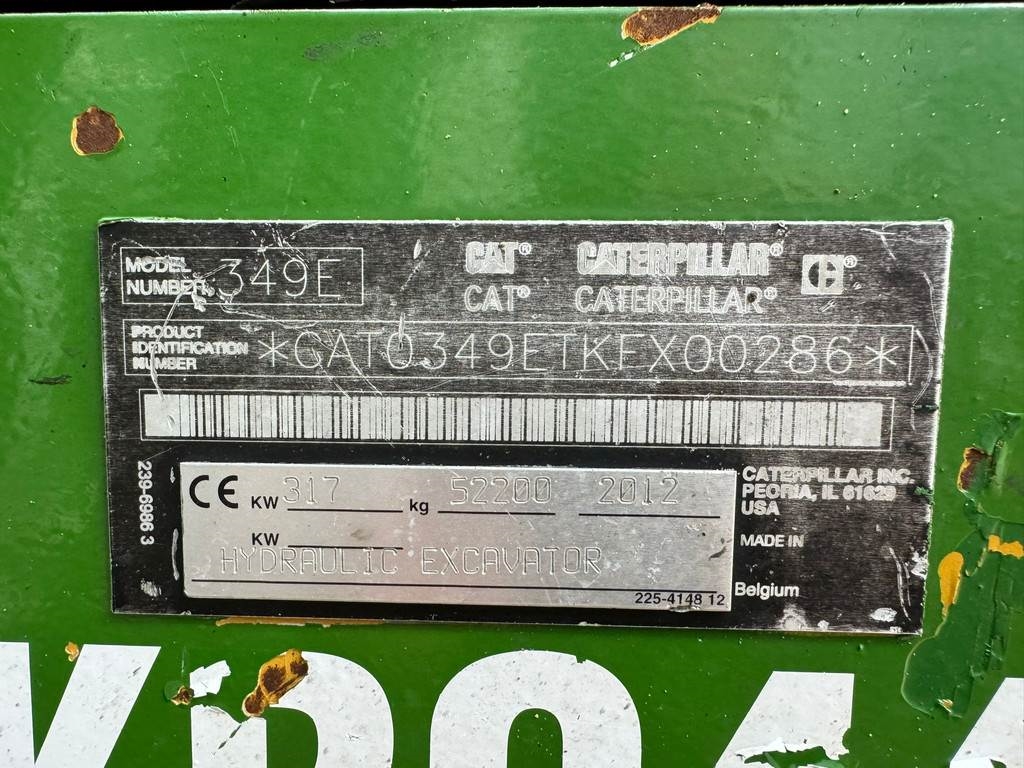 MODEL NUMBER 349E
CAT® CATERPILLAR®
CAT® CATERPILLAR®
PRODUCT IDENTIFICATION NUMBER *CAT0349ETKFX00286*
239-6986 3
CE KW 317 kg 52200 2012
KW
HYDRAULIC EXCAVATOR
225-4148 12
CATERPILLAR INC.
PEORIA, IL 61629
USA
MADE IN
Belgium